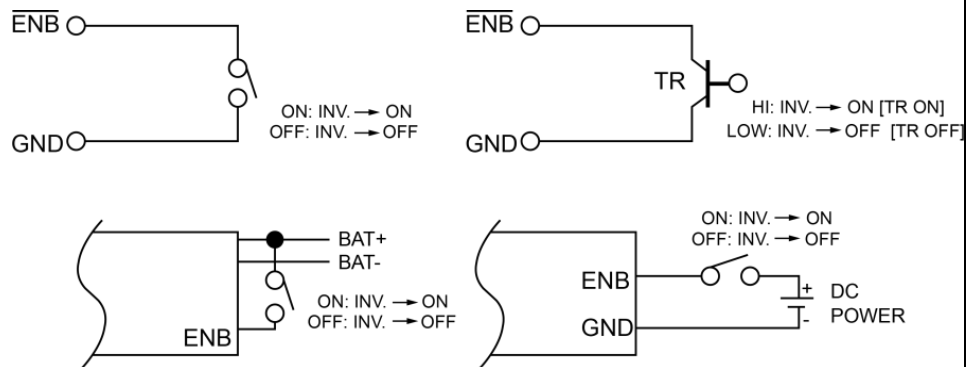 ENB
ON: INV. → ON
OFF: INV. → OFF
GND
ENB
TR
HI: INV. → ON [TR ON]
LOW: INV. → OFF [TR OFF]
GND
BAT+
BAT-
ON: INV. → ON
OFF: INV. → OFF
ENB
ON: INV. → ON
OFF: INV. → OFF
ENB
+
DC
-
POWER
GND